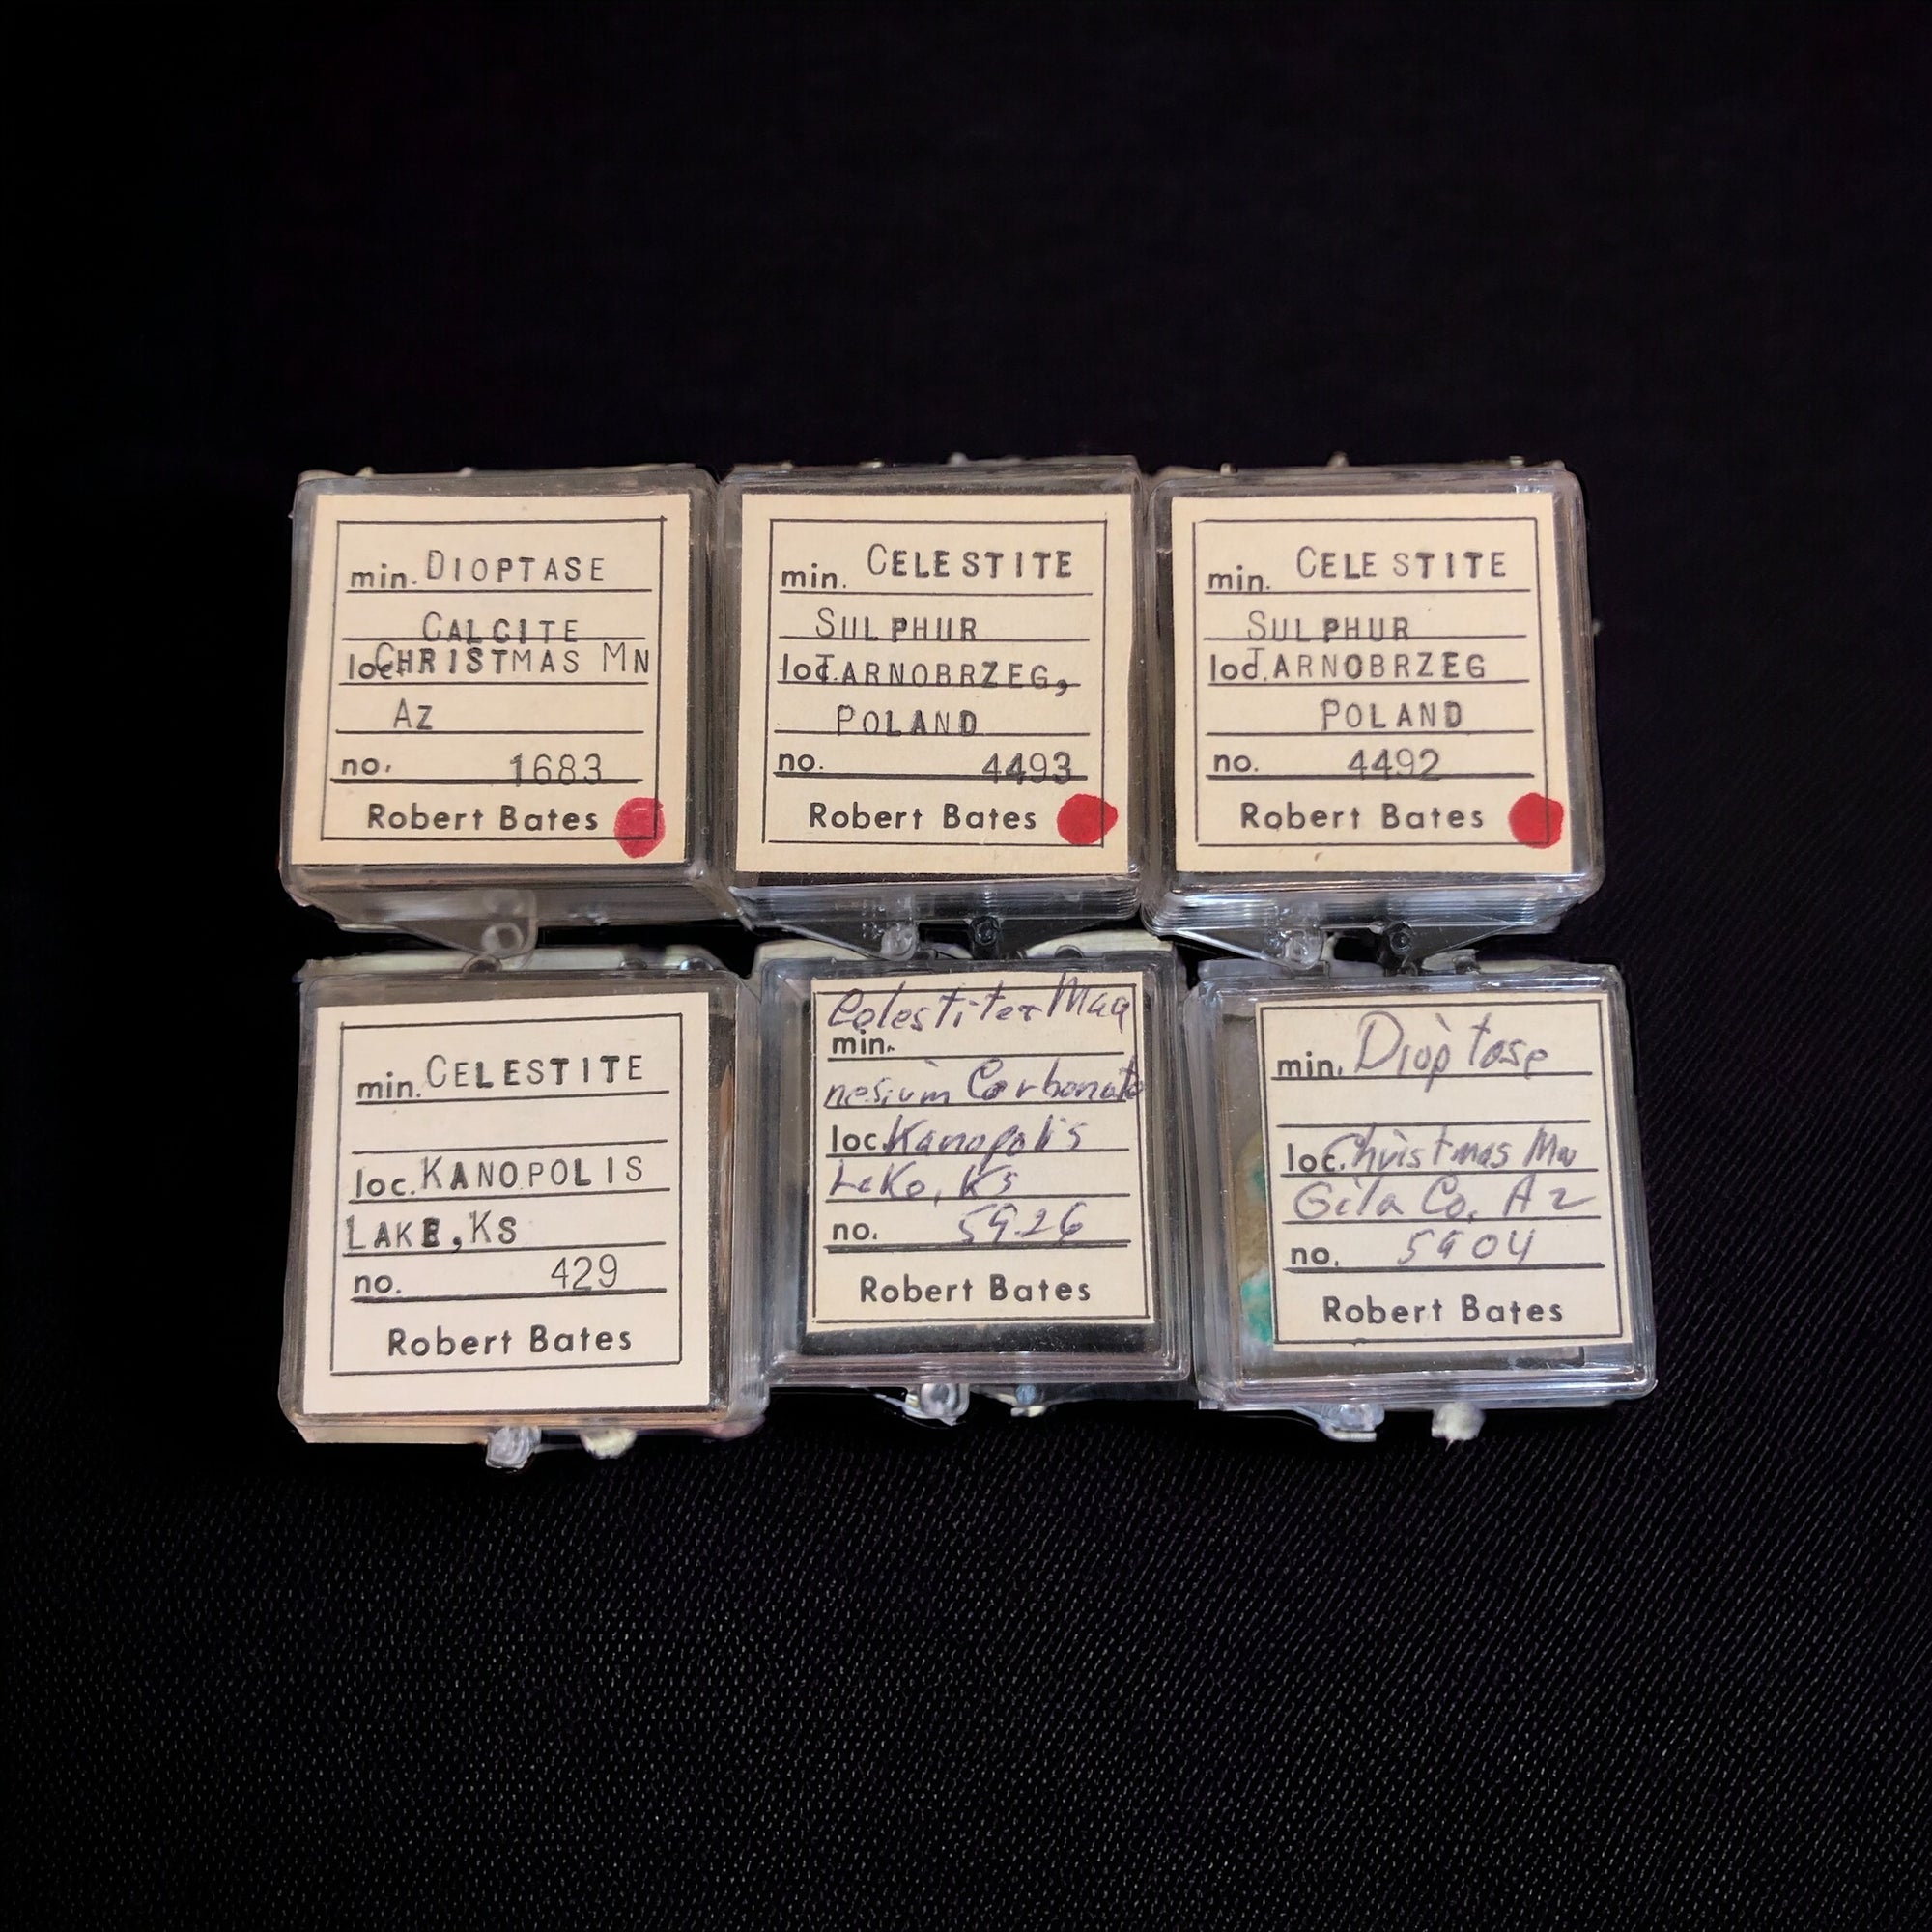 min. DIOPTASE
CALCITE
loc. CHRISTMAS MN
AZ
no. 1683
Robert Bates
min. CELESTITE
SULPHUR
loc. TARNOBRZEG,
POLAND
no. 4493
Robert Bates
min. CELESTITE
SULPHUR
loc. TARNOBRZEG
POLAND
no. 4492
Robert Bates
min. CELESTITE
loc. KANOPOLIS
LAKE, KS
no. 429
Robert Bates
Celestite Mag
min.
nesium Carbonate
loc. Kanopolis
Lake, Ks
no. 5926
Robert Bates
min. Dioptase
loc. Christmas Mn
Gila Co. Az
no. 5904
Robert Bates